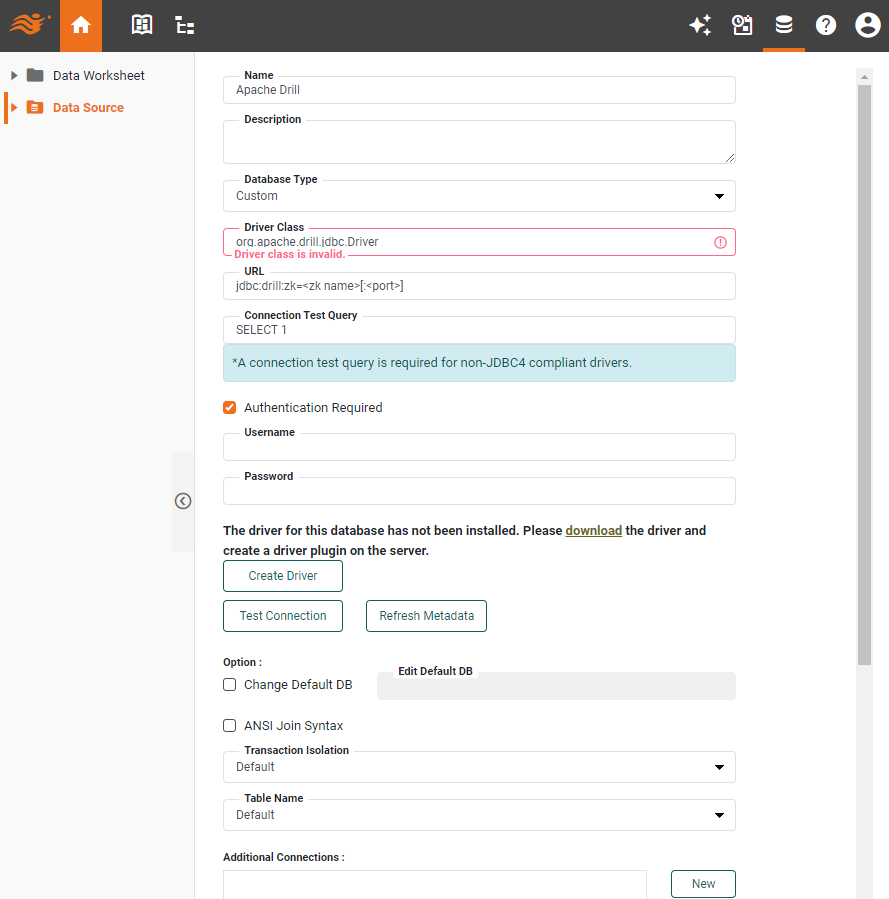 Data Worksheet
Data Source
Name
Apache Drill
Description
Database Type
Custom
Driver Class
org.apache.drill.jdbc.Driver
Driver class is invalid.
URL
jdbc:drill:zk=<zk name>[:<port>]
Connection Test Query
SELECT 1
*A connection test query is required for non-JDBC4 compliant drivers.
Authentication Required
Username
Password
The driver for this database has not been installed. Please download the driver and
create a driver plugin on the server.
Create Driver
Test Connection
Refresh Metadata
Option :
Edit Default DB
Change Default DB
ANSI Join Syntax
Transaction Isolation
Default
Table Name
Default
Additional Connections :
New